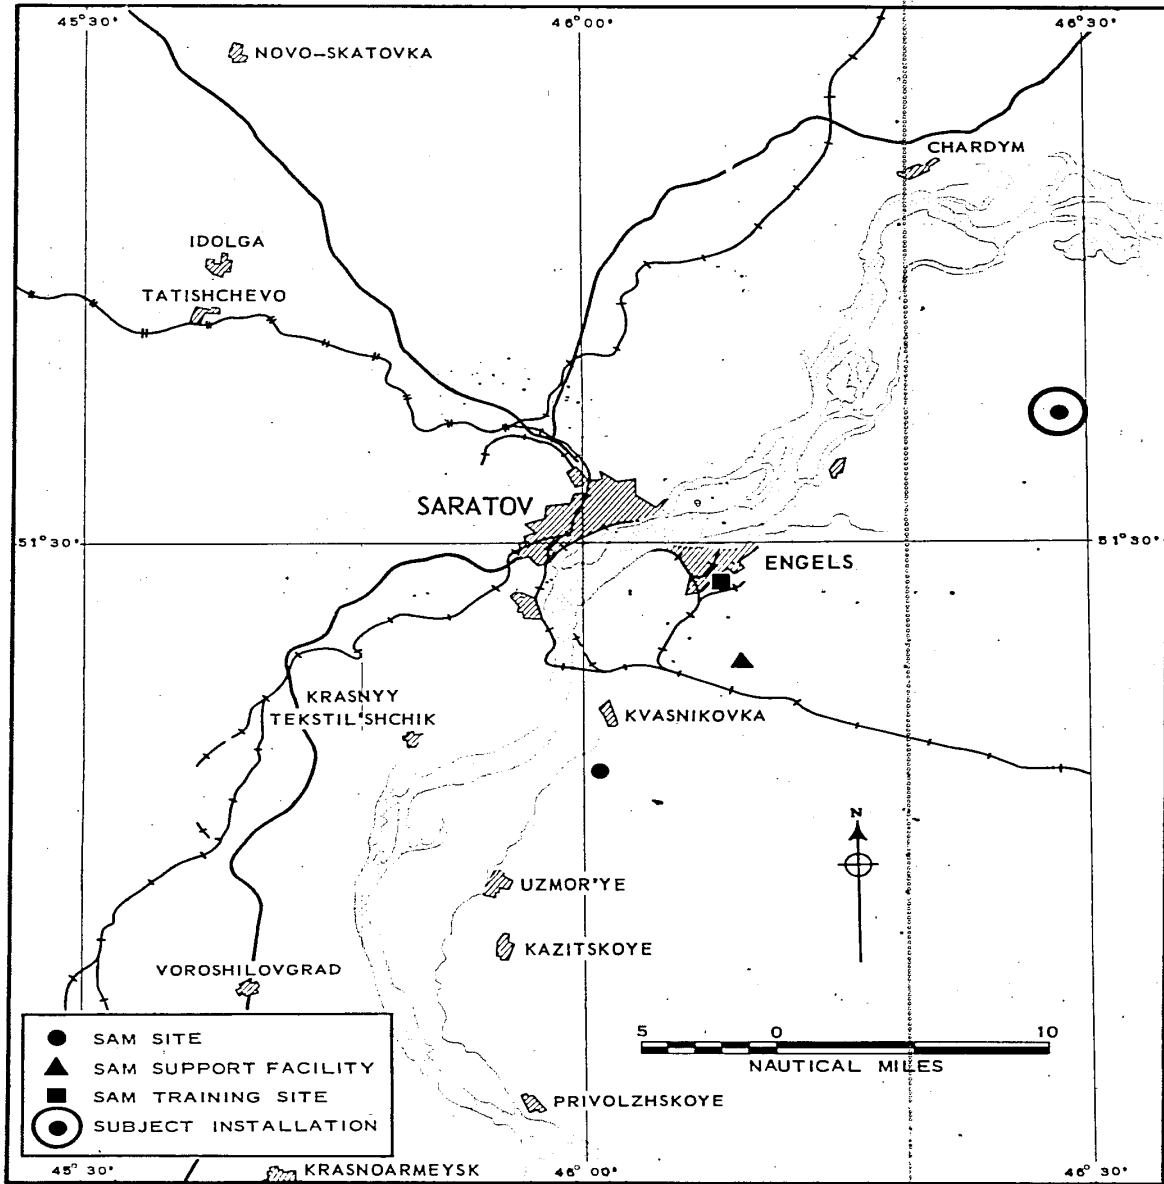 45°30'
46°00'
46°30'
NOVO-SKATOVKA
CHARDYM
IDOLGA
TATISHCHEVO
SARATOV
51°30'
51°30'
ENGELS
KRASNYY
TEKSTIL'SHCHIK
KVASNIKOVKA
N
UZMOR'YE
KAZITSKOYE
VOROSHILOVGRAD
5 0 10
NAUTICAL MILES
SAM SITE
SAM SUPPORT FACILITY
SAM TRAINING SITE
SUBJECT INSTALLATION
PRIVOLZHSKOYE
KRASNOARMEYSK
45°30'
46°00'
46°30'